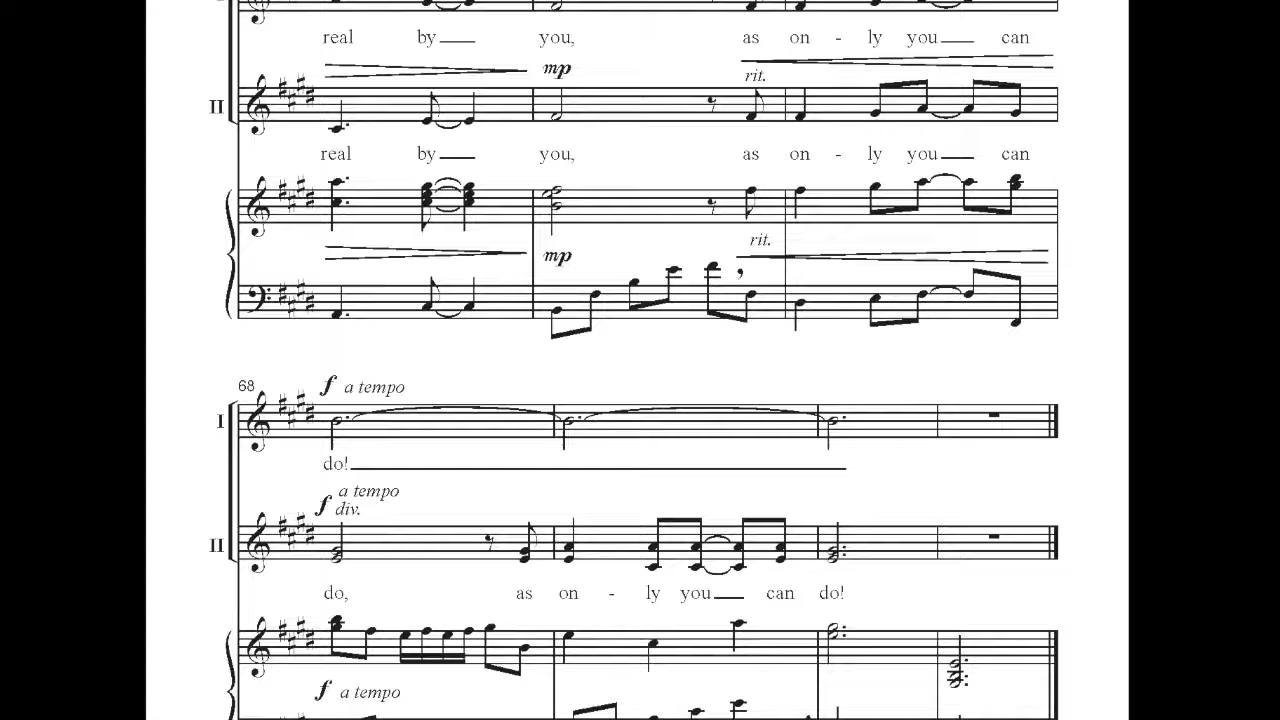 real by you, as on - ly you can
mp
rit.
II
real by you, as on - ly you can
rit.
mp
68
f a tempo
I
do!
a tempo
f div.
II
do, as on - ly you can do!
f a tempo